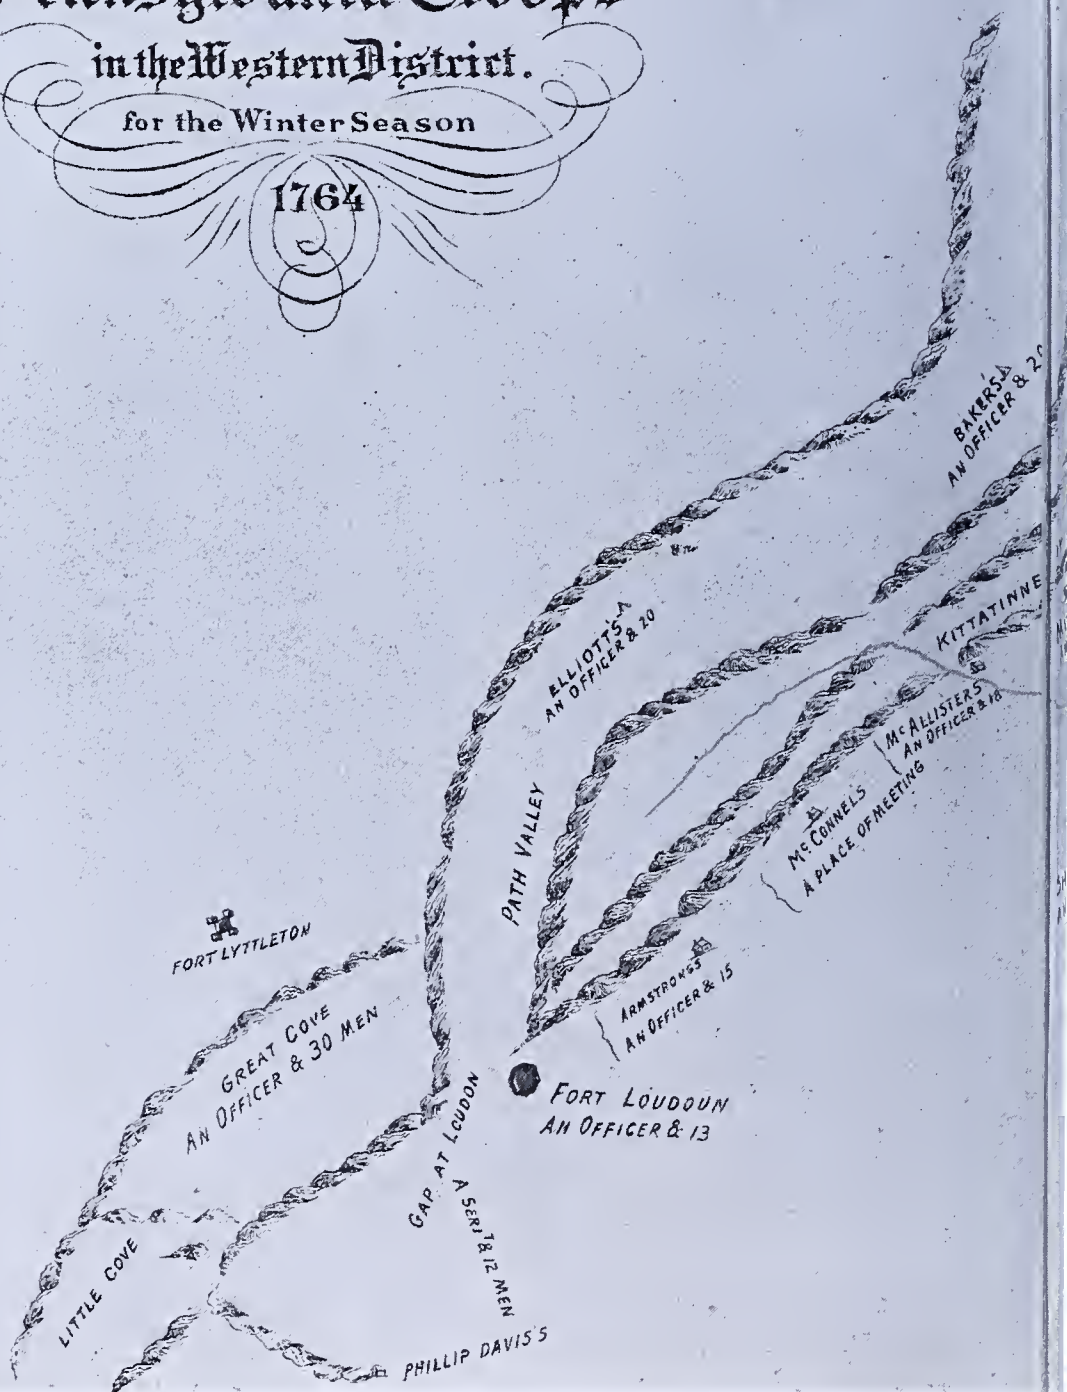 in the Western District.
for the Winter Season
1764
BAKER'S
AN OFFICER & 20
ELLIOTT'S
AN OFFICER & 20
KITTATINNE
McALLISTERS
AN OFFICER & 18
McCONNELS
A PLACE OF MEETING
PATH VALLEY
FORT LYTTLETON
ARMSTRONGS
AN OFFICER & 15
GREAT COVE
AN OFFICER & 30 MEN
FORT LOUDOUN
AN OFFICER & 13
GAP AT LOUDON
A SERJT & 12 MEN
LITTLE COVE
PHILLIP DAVIS'S